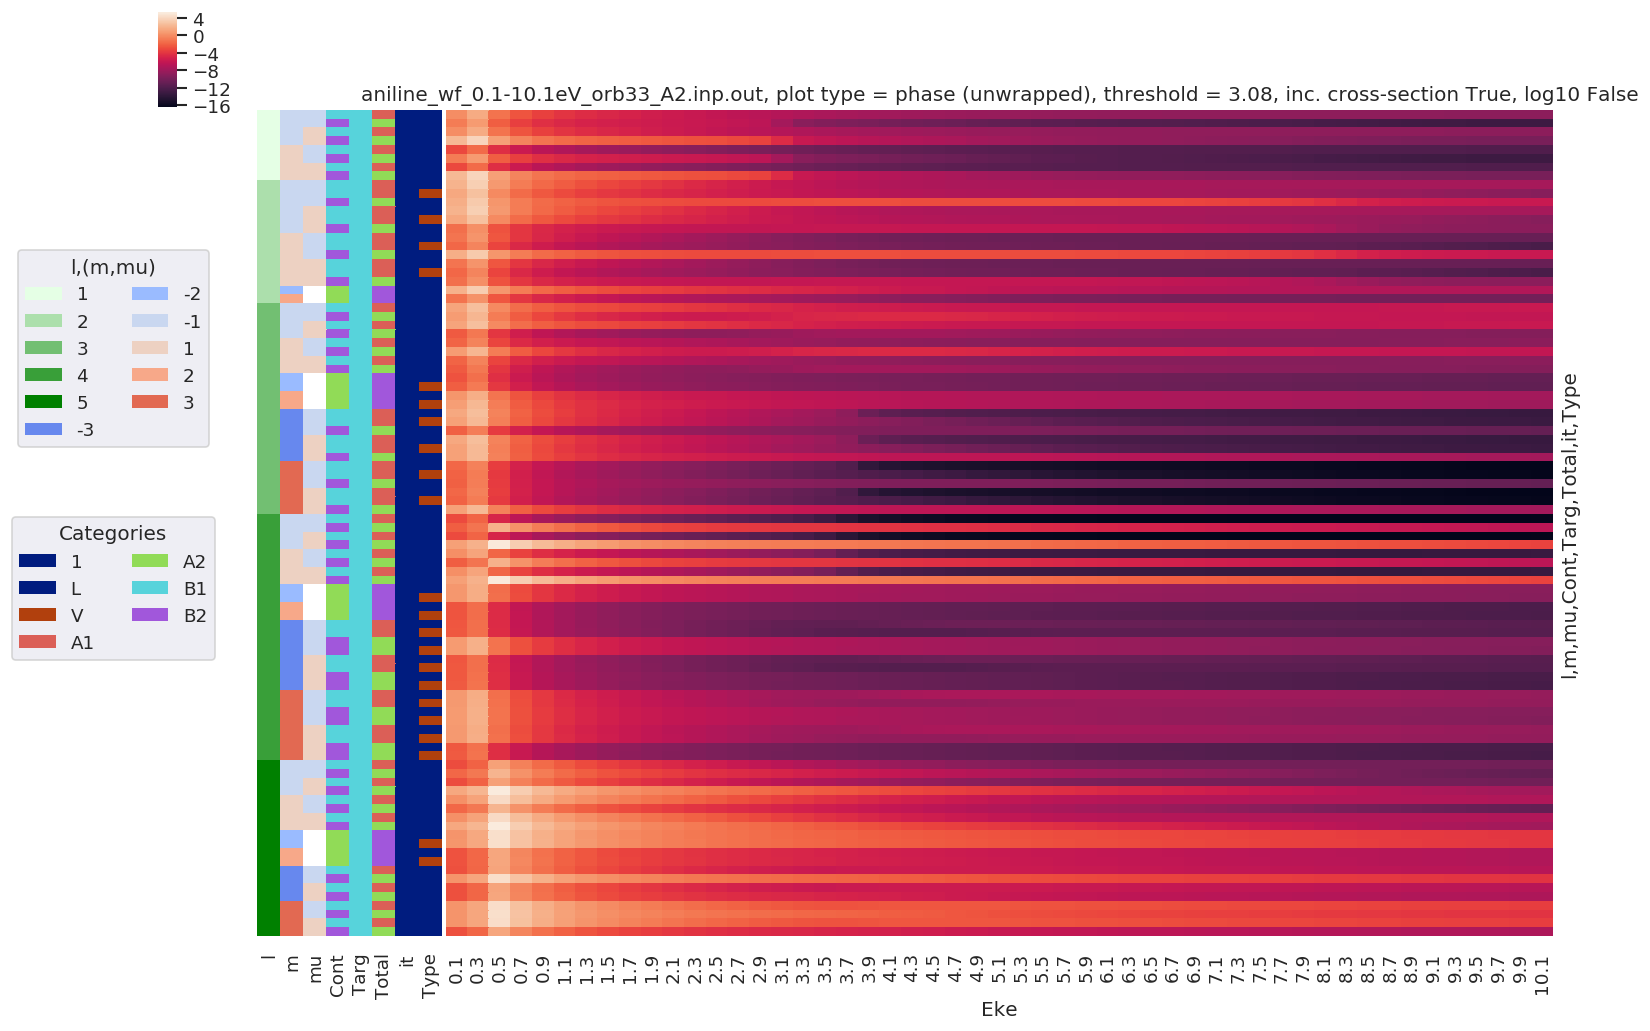 4
0
−4
−8
−12
−16
aniline_wf_0.1-10.1eV_orb33_A2.inp.out, plot type = phase (unwrapped), threshold = 3.08, inc. cross-section True, log10 False
l,(m,mu)
1 -2
2 -1
3 1
4 2
5 3
-3
Categories
1 A2
L B1
V B2
A1
l,m,mu,Cont,Targ,Total,it,Type
l m mu Cont Targ Total it Type
0.1 0.3 0.5 0.7 0.9 1.1 1.3 1.5 1.7 1.9 2.1 2.3 2.5 2.7 2.9 3.1 3.3 3.5 3.7 3.9 4.1 4.3 4.5 4.7 4.9 5.1 5.3 5.5 5.7 5.9 6.1 6.3 6.5 6.7 6.9 7.1 7.3 7.5 7.7 7.9 8.1 8.3 8.5 8.7 8.9 9.1 9.3 9.5 9.7 9.9 10.1
Eke